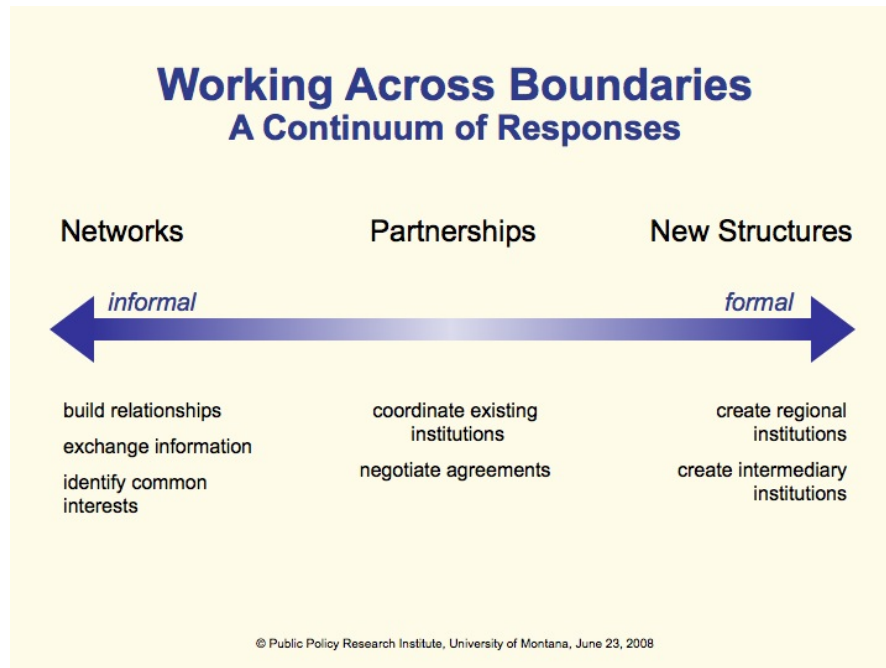 Working Across Boundaries
A Continuum of Responses
Networks
Partnerships
New Structures
informal
formal
build relationships
exchange information
identify common
interests
coordinate existing
institutions
negotiate agreements
create regional
institutions
create intermediary
institutions
© Public Policy Research Institute, University of Montana, June 23, 2008